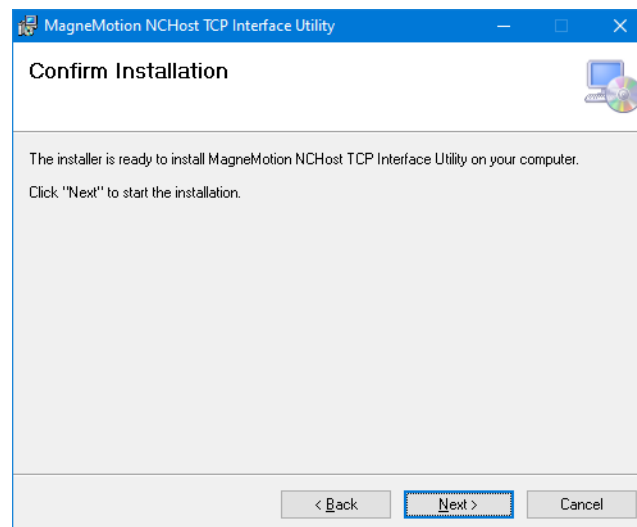 MagneMotion NCHost TCP Interface Utility
Confirm Installation
The installer is ready to install MagneMotion NCHost TCP Interface Utility on your computer.
Click "Next" to start the installation.
< Back
Next >
Cancel